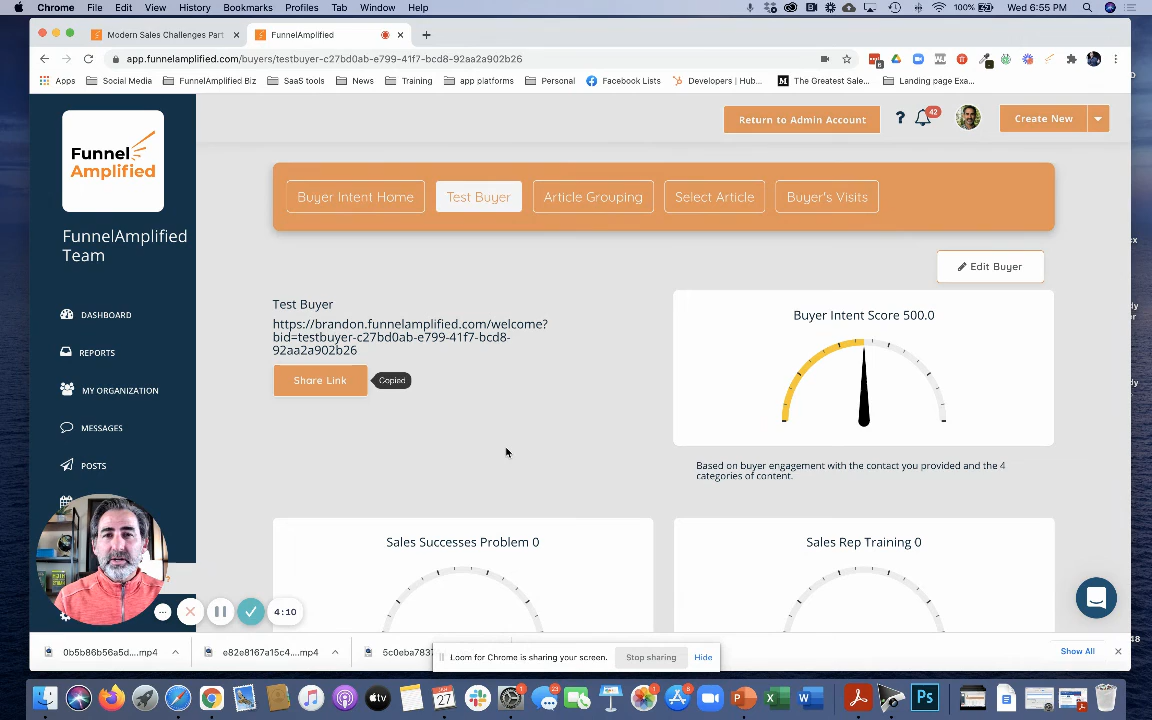 Chrome File Edit View History Bookmarks Profiles Tab Window Help 100% Wed 6:55 PM
Modern Sales Challenges Part
FunnelAmplified
app.funnelamplified.com/buyers/testbuyer-c27bd0ab-e799-41f7-bcd8-92aa2a902b26
Apps Social Media FunnelAmplified Biz SaaS tools News Training app platforms Personal Facebook Lists Developers | Hub... The Greatest Sale... Landing page Exa...
Funnel
Amplified
Return to Admin Account ? 42 Create New
Buyer Intent Home Test Buyer Article Grouping Select Article Buyer's Visits
FunnelAmplified
Team
Edit Buyer
Test Buyer
https://brandon.funnelamplified.com/welcome?
bid=testbuyer-c27bd0ab-e799-41f7-bcd8-
92aa2a902b26
Share Link Copied
Buyer Intent Score 500.0
Based on buyer engagement with the contact you provided and the 4
categories of content.
DASHBOARD
REPORTS
MY ORGANIZATION
MESSAGES
POSTS
Sales Successes Problem 0
Sales Rep Training 0
4:10
0b5b86b56a5d....mp4
e82e8167a15c4....mp4
Loom for Chrome is sharing your screen. Stop sharing Hide
Show All
27
tv
Ps